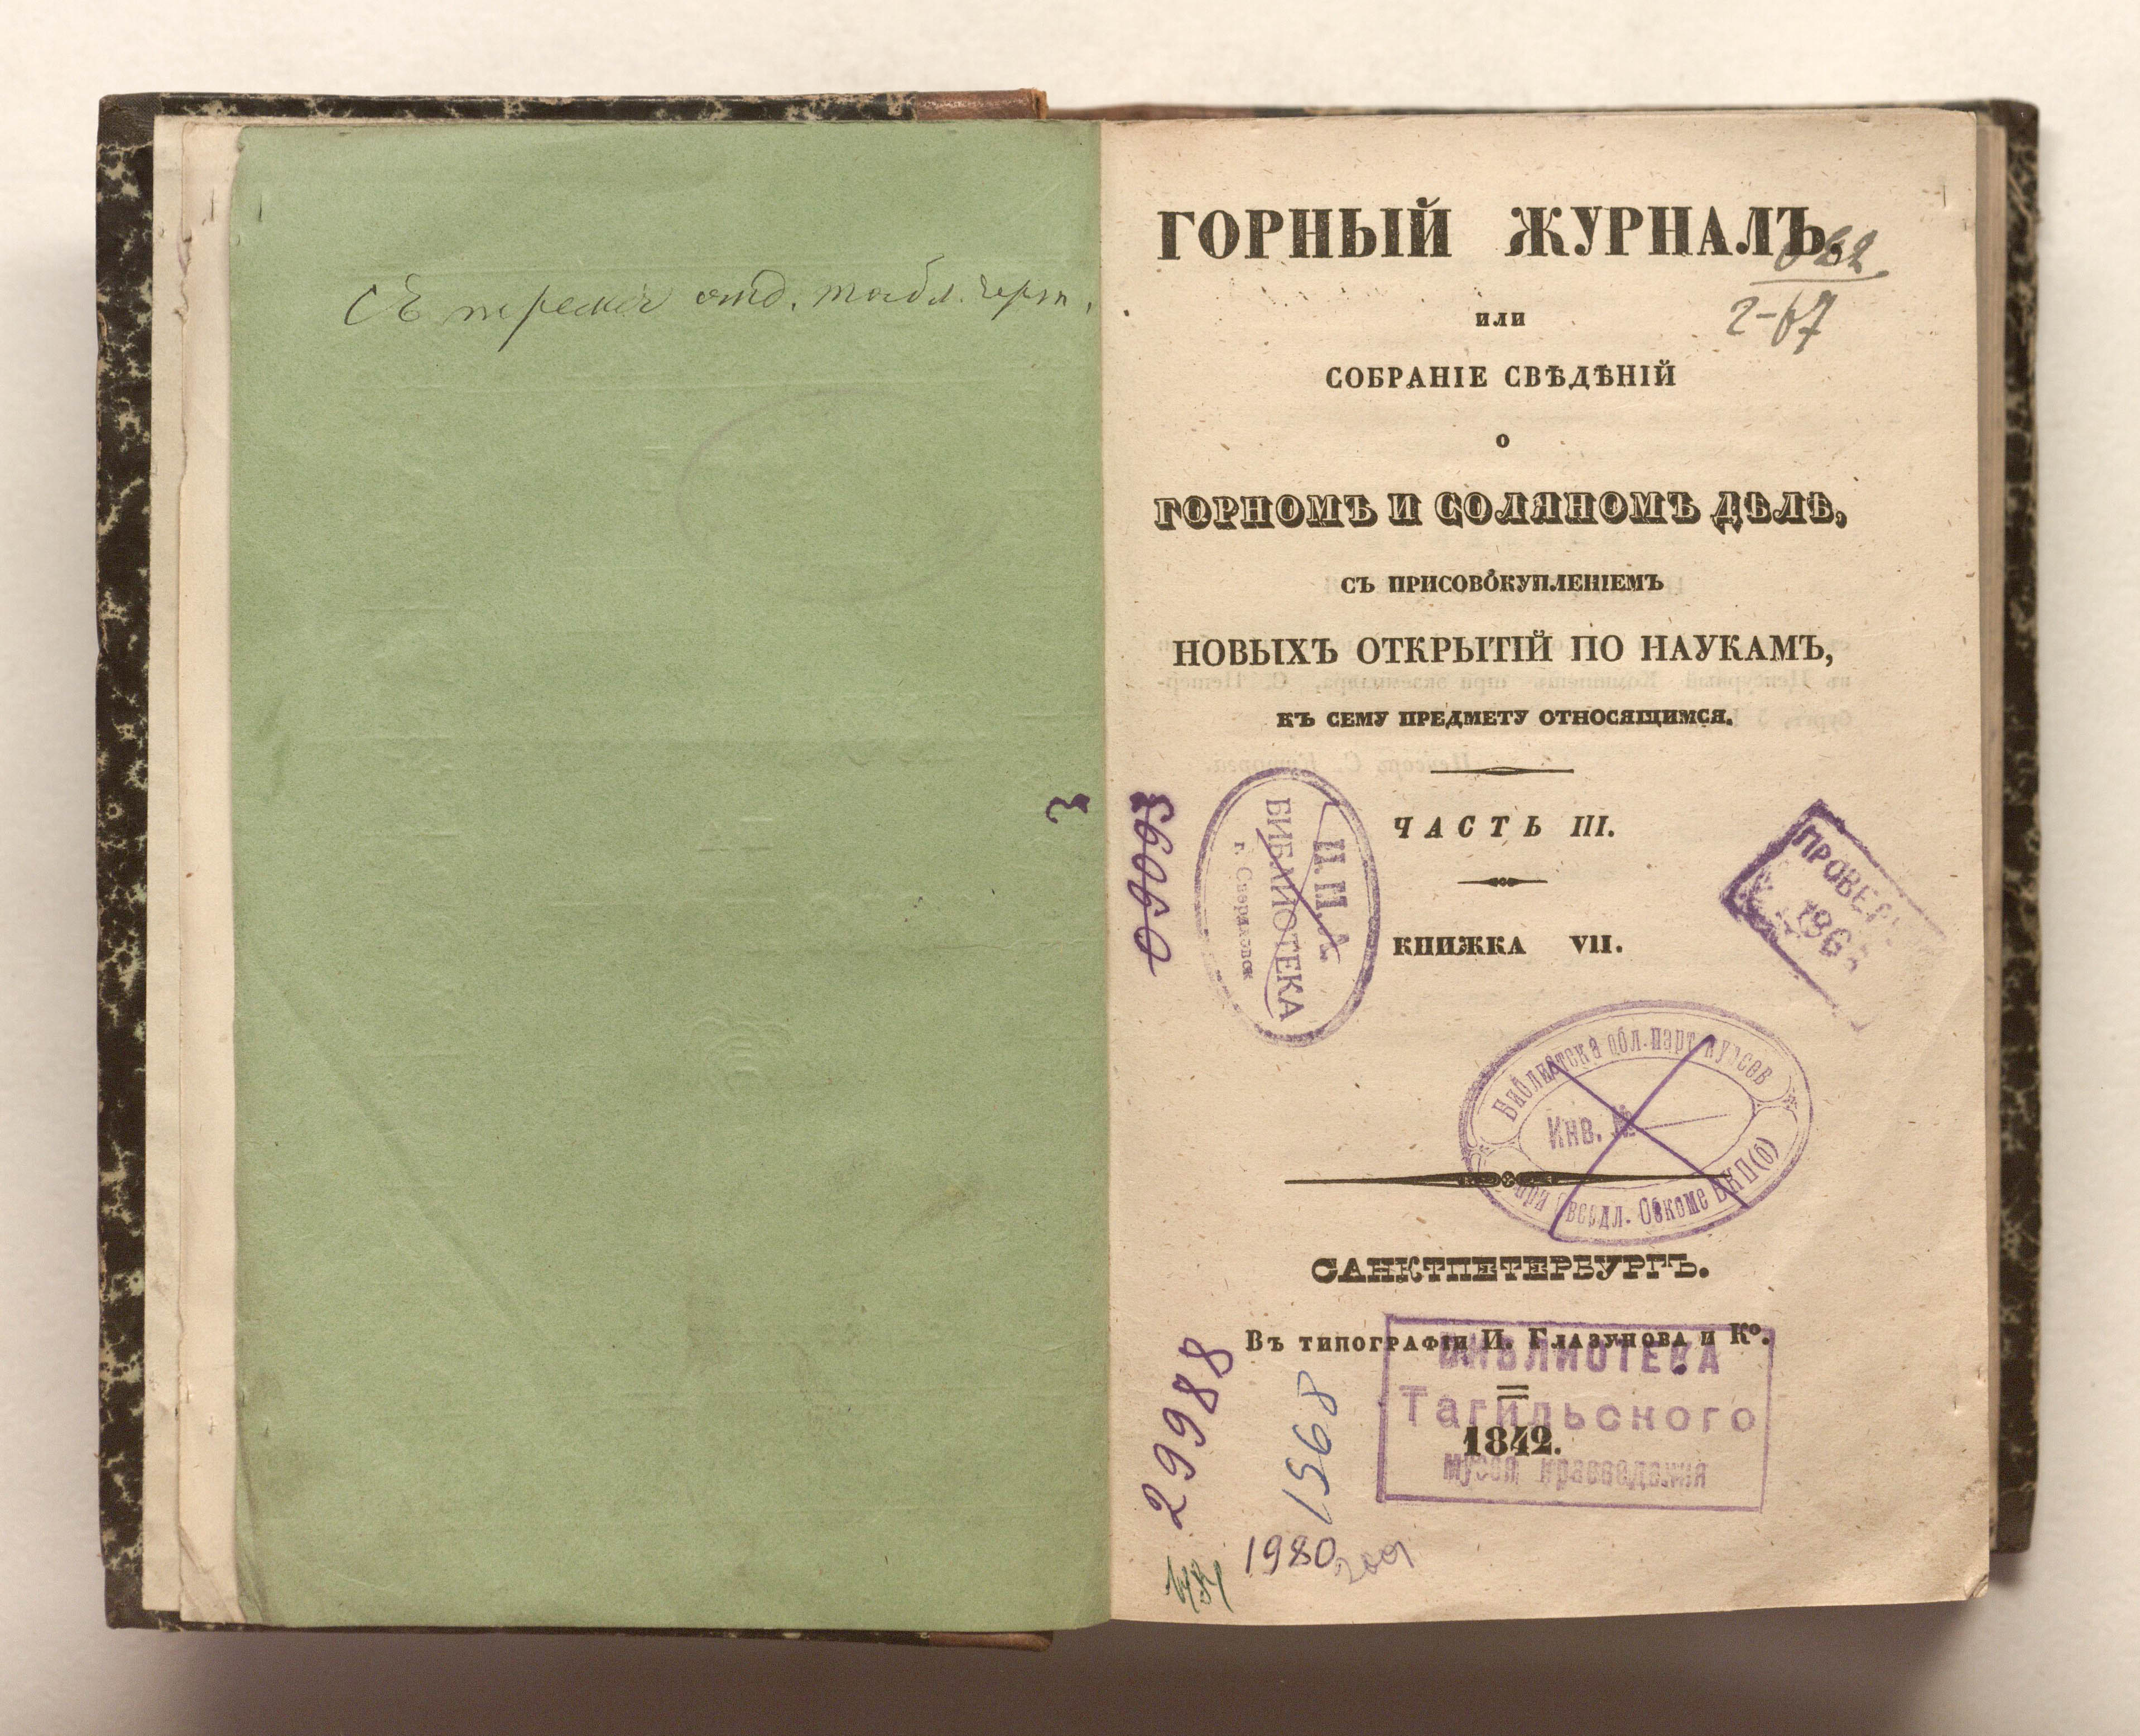 отд. табл. черт.
ГОРНЫЙ ЖУРНАЛЪ,
2-67
или
СОБРАНІЕ СВѢДѢНІЙ
о
ГОРНОМЪ И СОЛЯНОМЪ ДѢЛѢ,
СЪ ПРИСОВОКУПЛЕНІЕМЪ
НОВЫХЪ ОТКРЫТІЙ ПО НАУКАМЪ,
КЪ СЕМУ ПРЕДМЕТУ ОТНОСЯЩИМСЯ.
ЧАСТЬ III.
КНИЖКА VII.
БИБЛИОТЕКА
г. Свердловск
ПРОВЕР
196
Библиотека обл. парт. курсов
Инв. №
при Свердл. Обкоме ВКП(б)
САНКТПЕТЕРБУРГЪ.
Въ типографіи И. Глазунова и Ко.
1842.
БИБЛИОТЕКА
Тагильского
музея краеведения
29988
1568
1980